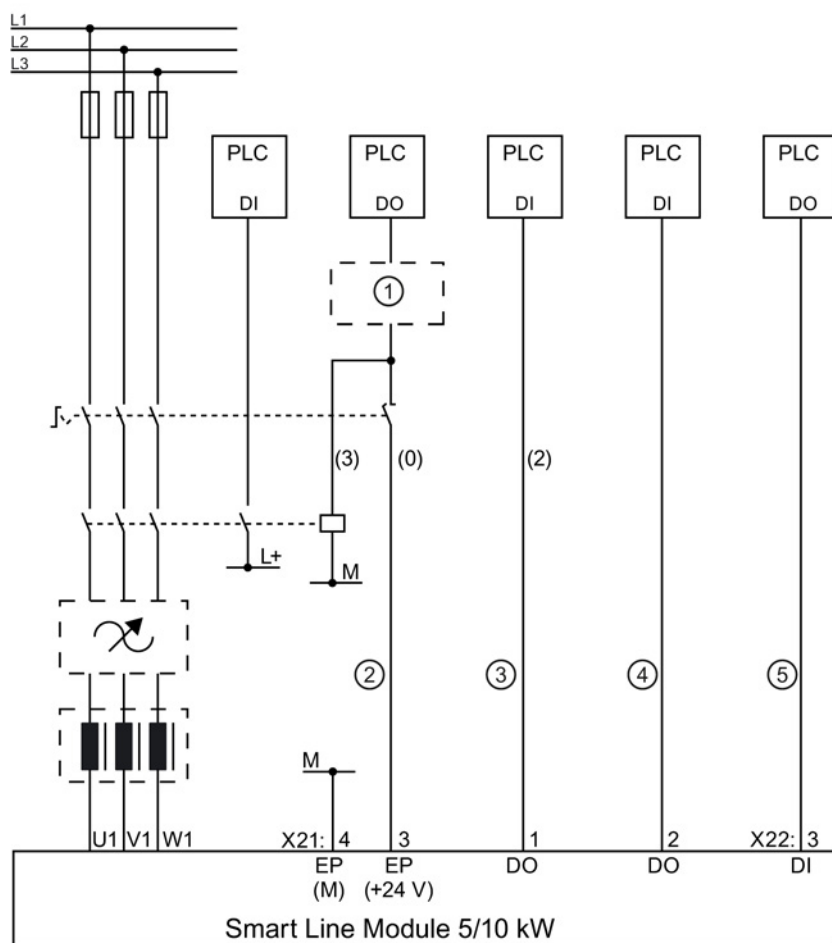 L1
L2
L3
PLC PLC PLC PLC PLC
DI DO DI DI DO
1
(3) (0) (2)
L+ M
2 3 4 5
M
U1 V1 W1 X21: 4 3 1 2 X22: 3
EP EP DO DO DI
(M) (+24 V)
Smart Line Module 5/10 kW